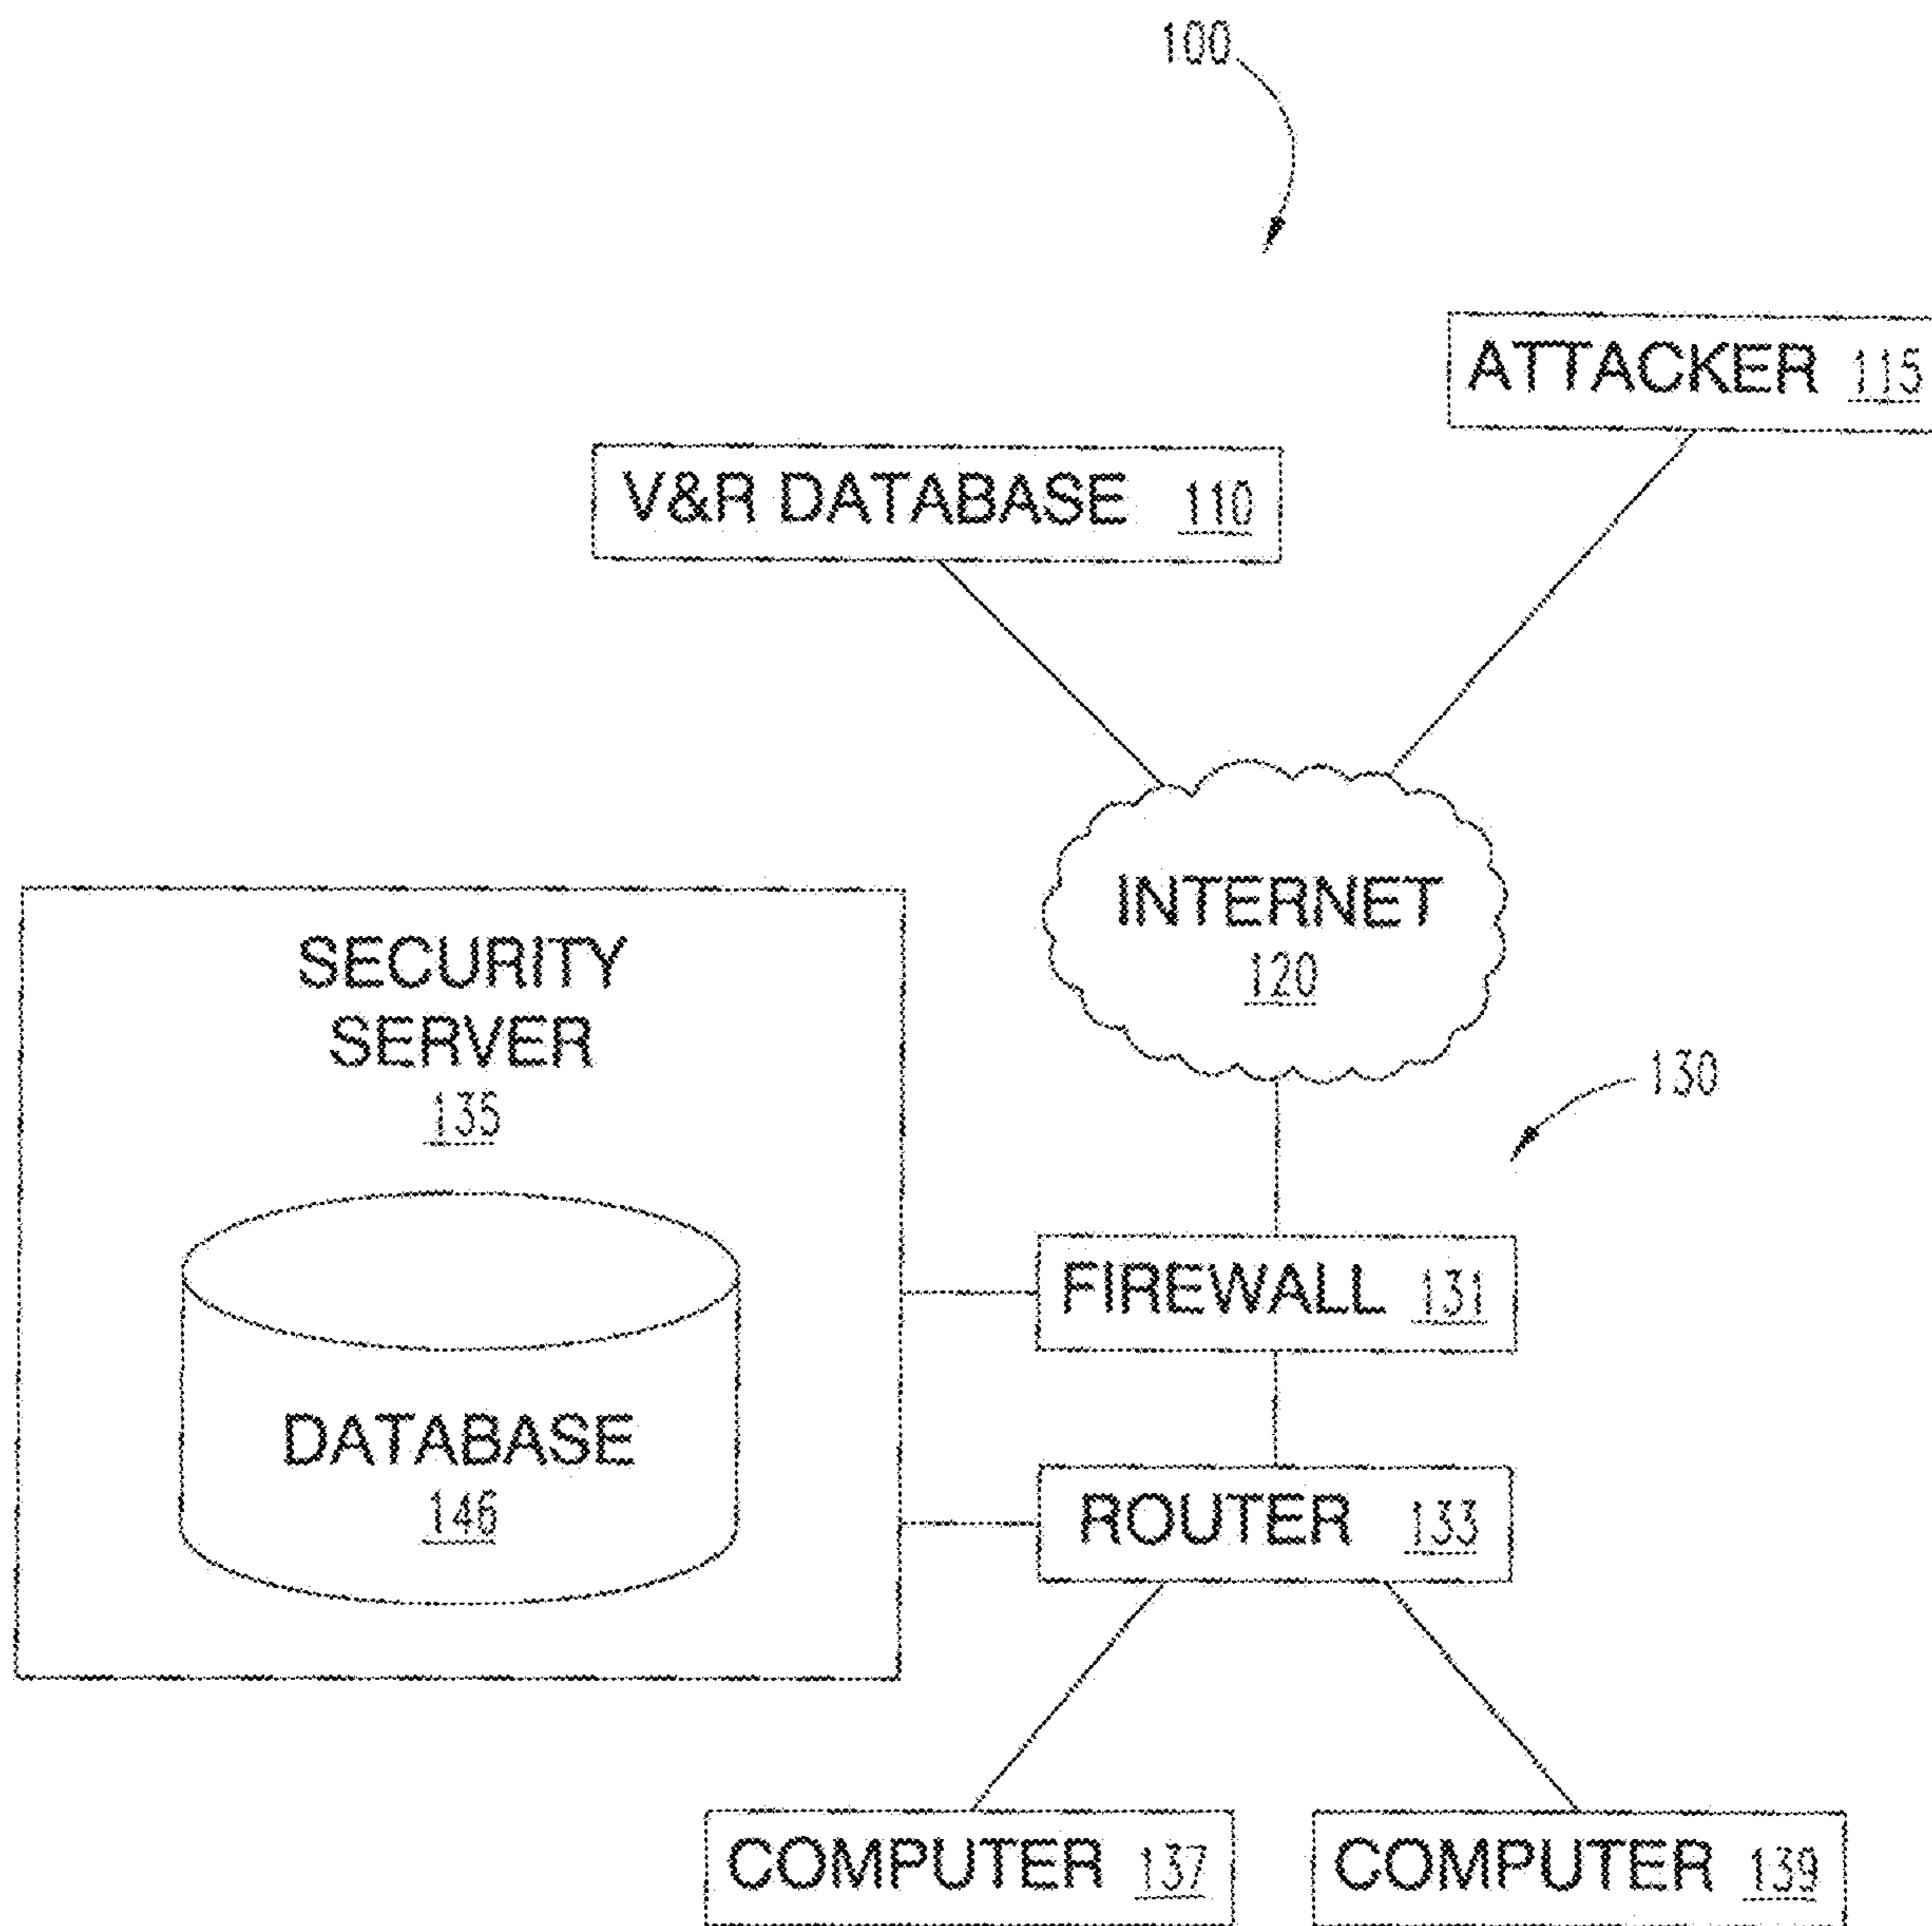 100
ATTACKER 115
V&R DATABASE 110
INTERNET
120
SECURITY
SERVER
135
130
FIREWALL 131
DATABASE
146
ROUTER 133
COMPUTER 137
COMPUTER 139